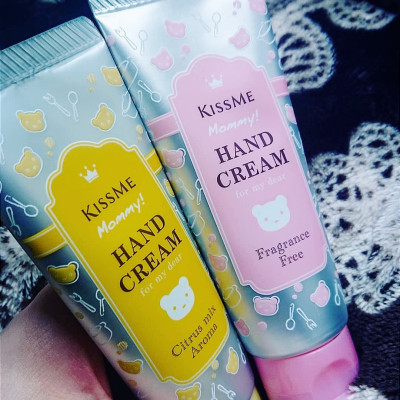 KISSME
Mommy!
HAND
CREAM
for my dear
Citrus mix
Aroma
KISSME
Mommy!
HAND
CREAM
for my dear
Fragrance
Free